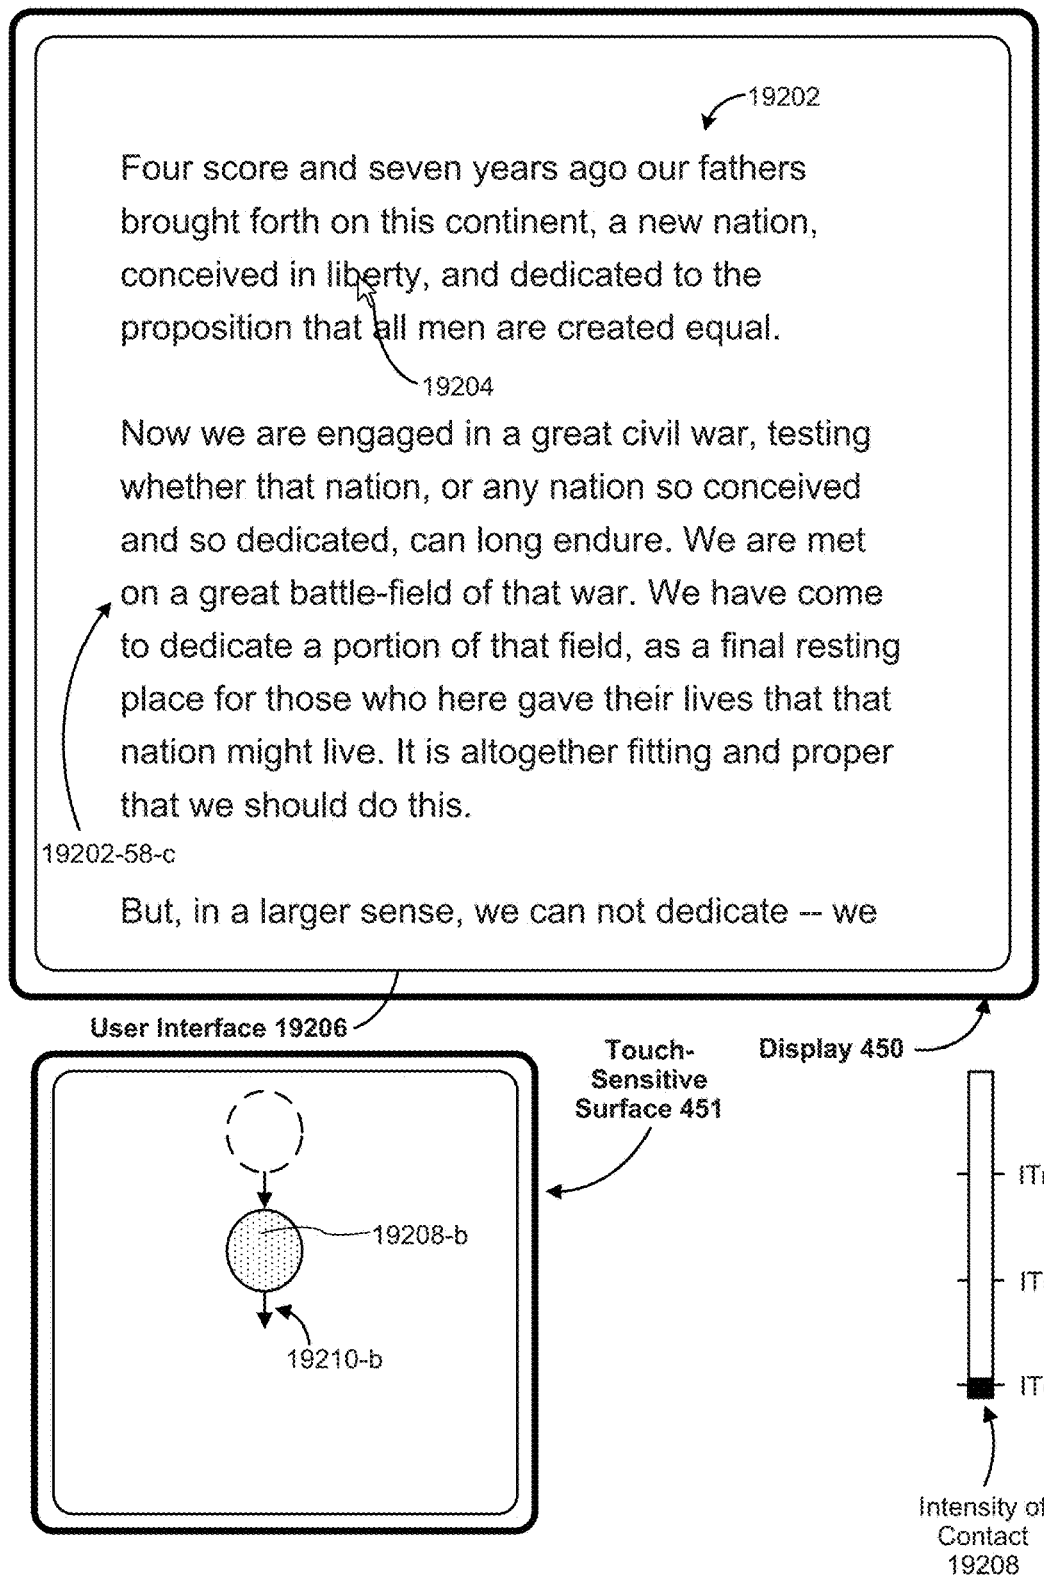 19202
Four score and seven years ago our fathers
brought forth on this continent, a new nation,
conceived in liberty, and dedicated to the
proposition that all men are created equal.
19204
Now we are engaged in a great civil war, testing
whether that nation, or any nation so conceived
and so dedicated, can long endure. We are met
on a great battle-field of that war. We have come
to dedicate a portion of that field, as a final resting
place for those who here gave their lives that that
nation might live. It is altogether fitting and proper
that we should do this.
19202-58-c
But, in a larger sense, we can not dedicate -- we
User Interface 19206
Display 450
Touch-
Sensitive
Surface 451
19208-b
19210-b
Intensity of
Contact
19208